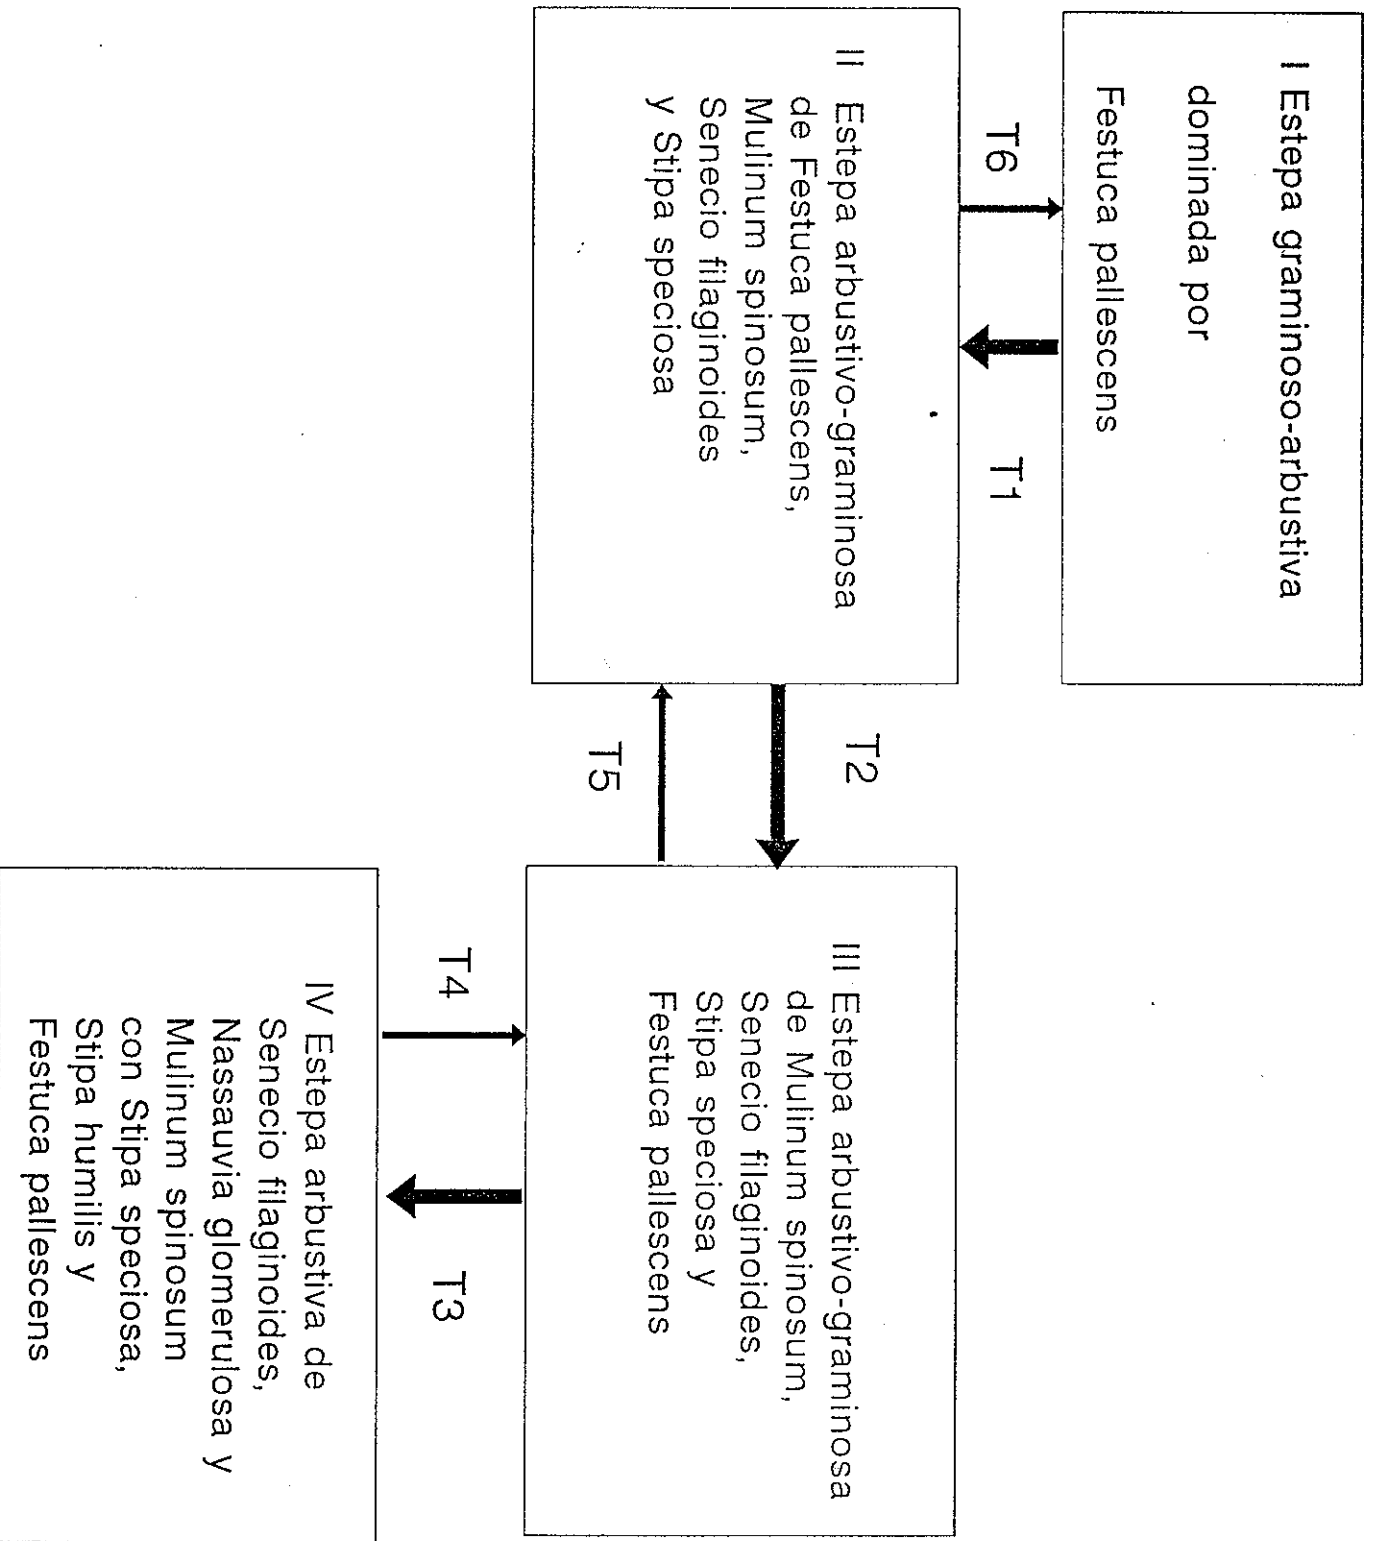 I Estepa graminoso-arbustiva
dominada por
Festuca pallescens
T6
T1
II Estepa arbustivo-graminosa
de Festuca pallescens,
Mulinum spinosum,
Senecio filaginoides
y Stipa speciosa
T2
T5
III Estepa arbustivo-graminosa
de Mulinum spinosum,
Senecio filaginoides,
Stipa speciosa y
Festuca pallescens
T4
T3
IV Estepa arbustiva de
Senecio filaginoides,
Nassauvia glomerulosa y
Mulinum spinosum
con Stipa speciosa,
Stipa humilis y
Festuca pallescens